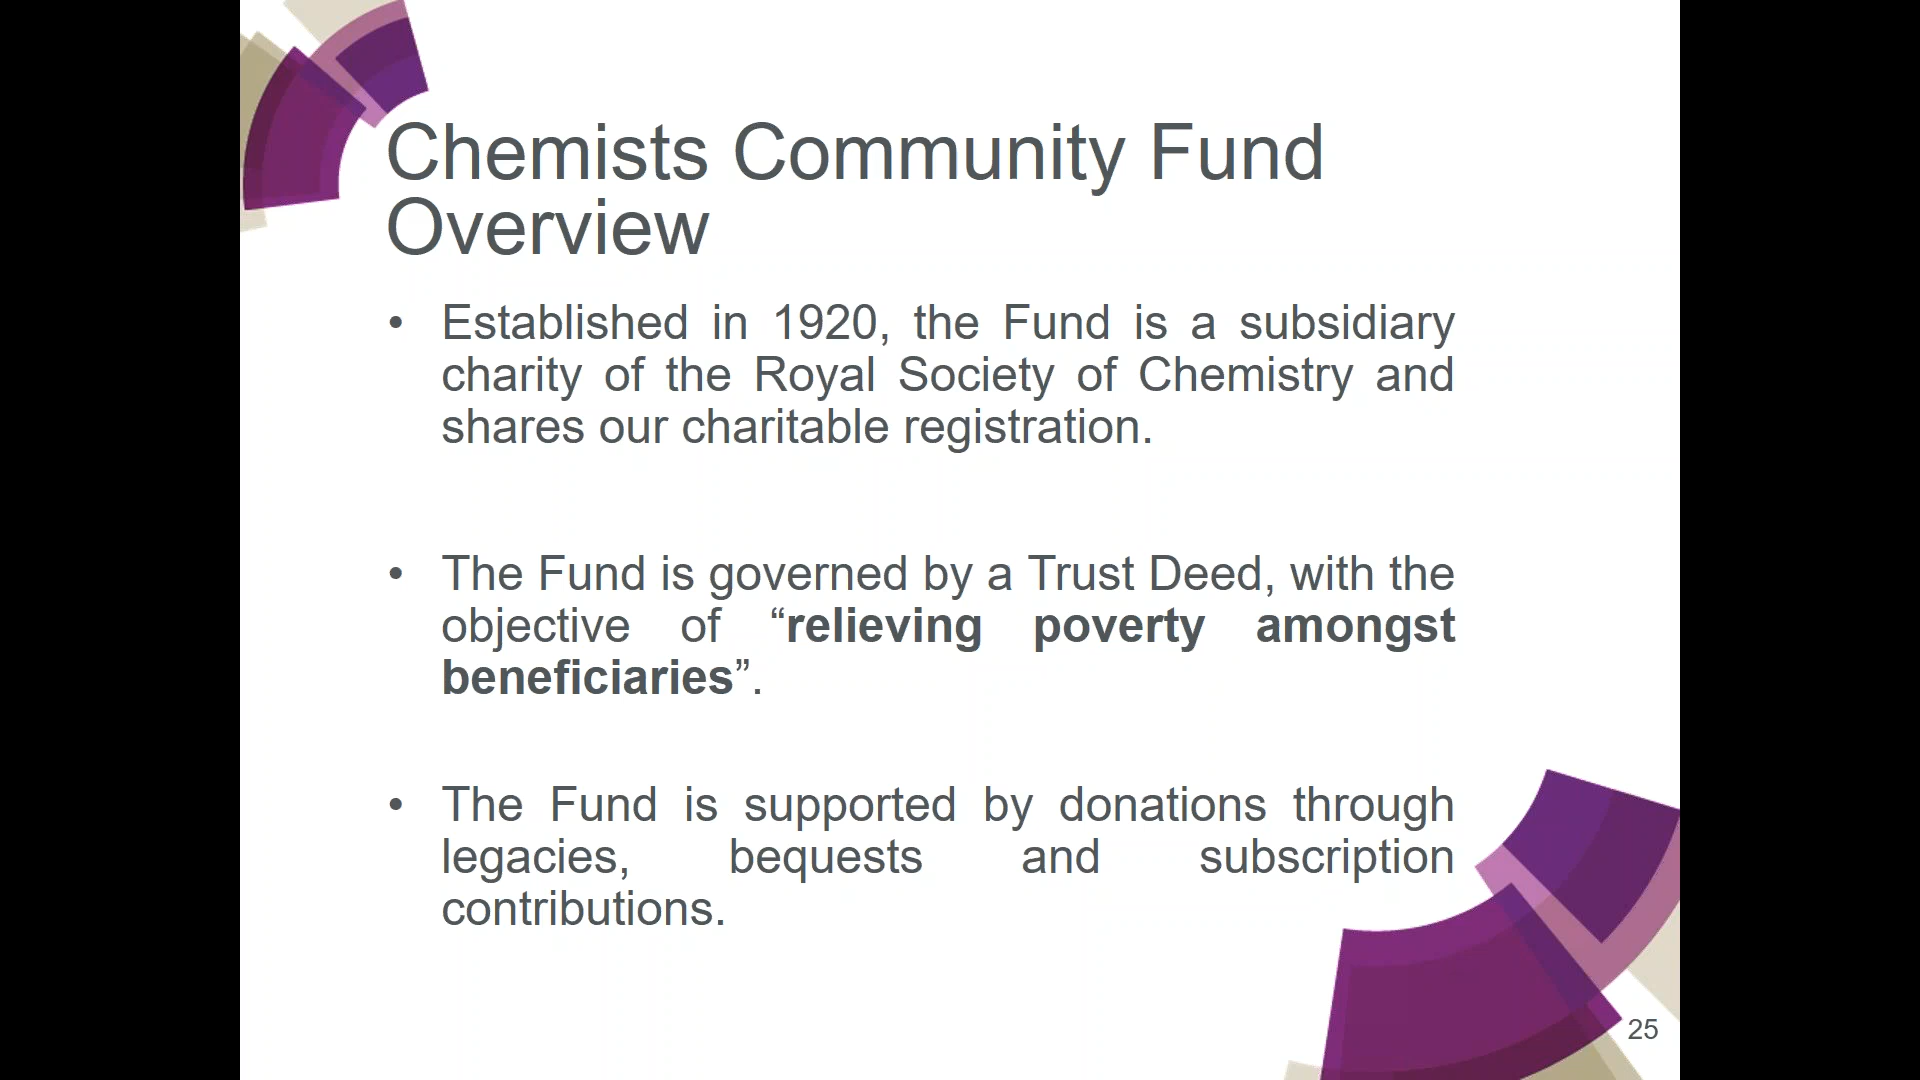 Chemists Community Fund
Overview
• Established in 1920, the Fund is a subsidiary
charity of the Royal Society of Chemistry and
shares our charitable registration.
• The Fund is governed by a Trust Deed, with the
objective of “relieving poverty amongst
beneficiaries”.
• The Fund is supported by donations through
legacies, bequests and subscription
contributions.
25